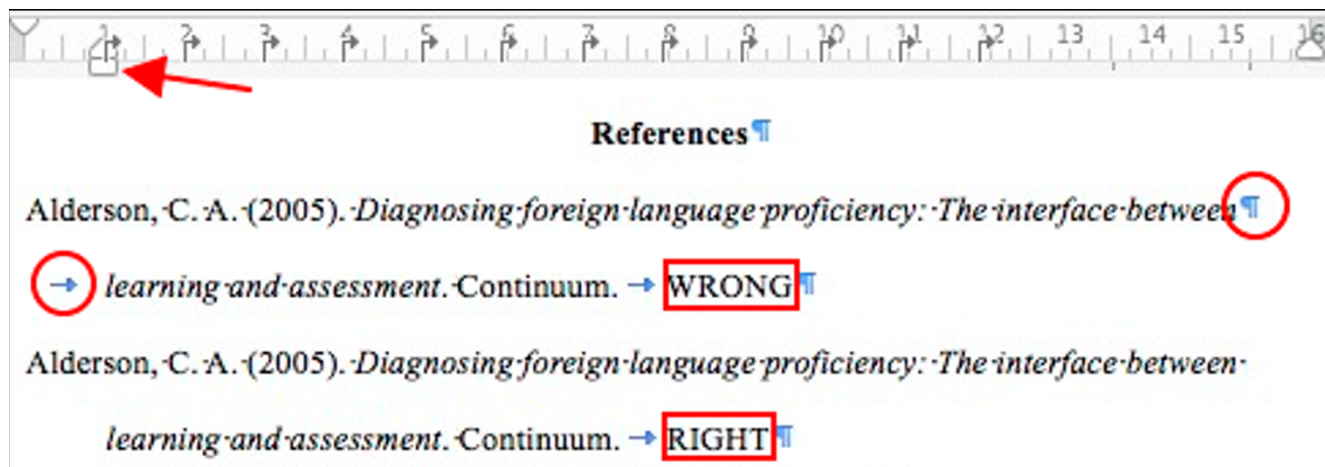 1 2 3 4 5 6 7 8 9 10 11 12 13 14 15 16
References¶
Alderson, C. A. (2005). Diagnosing foreign language proficiency: The interface between¶
→ learning and assessment. Continuum. → WRONG¶
Alderson, C. A. (2005). Diagnosing foreign language proficiency: The interface between
learning and assessment. Continuum. → RIGHT¶